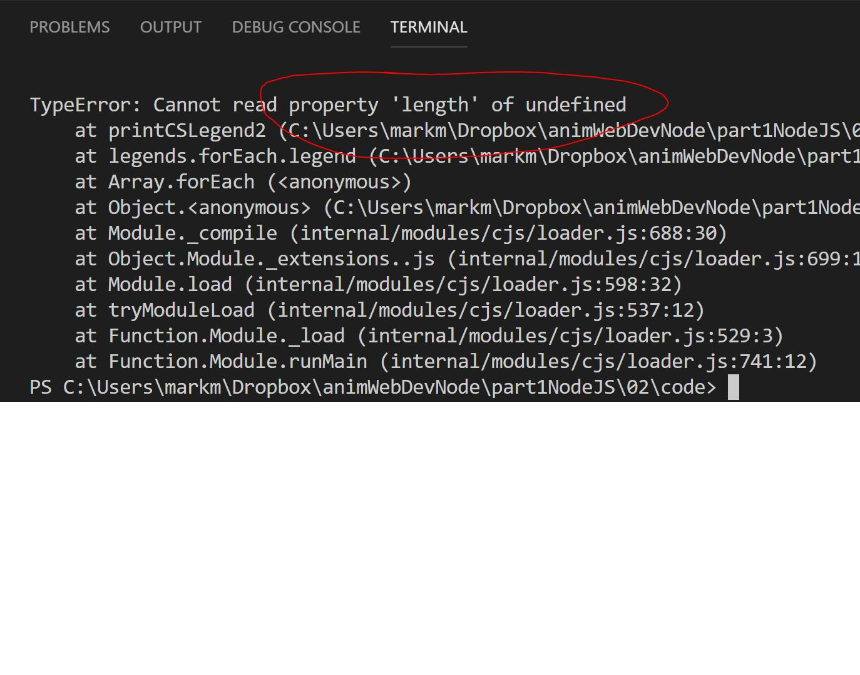 PROBLEMS OUTPUT DEBUG CONSOLE TERMINAL
TypeError: Cannot read property 'length' of undefined
at printCSLegend2 (C:\Users\markm\Dropbox\animWebDevNode\part1NodeJS\0
at legends.forEach.legend (C:\Users\markm\Dropbox\animWebDevNode\part1
at Array.forEach (<anonymous>)
at Object.<anonymous> (C:\Users\markm\Dropbox\animWebDevNode\part1Node
at Module._compile (internal/modules/cjs/loader.js:688:30)
at Object.Module._extensions..js (internal/modules/cjs/loader.js:699:1
at Module.load (internal/modules/cjs/loader.js:598:32)
at tryModuleLoad (internal/modules/cjs/loader.js:537:12)
at Function.Module._load (internal/modules/cjs/loader.js:529:3)
at Function.Module.runMain (internal/modules/cjs/loader.js:741:12)
PS C:\Users\markm\Dropbox\animWebDevNode\part1NodeJS\02\code>